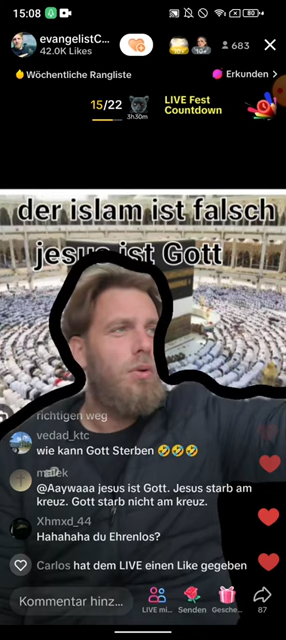 15:08
80
evangelistC...
42.0K Likes
683
Wöchentliche Rangliste
Erkunden >
15/22
3h30m
LIVE Fest
Countdown
der islam ist falsch
jesus ist Gott
richtigen weg
vedad_ktc
wie kann Gott Sterben 🤣🤣🤣
malek
@Aaywaaa jesus ist Gott. Jesus starb am
kreuz. Gott starb nicht am kreuz.
Xhmxd_44
Hahahaha du Ehrenlos?
Carlos hat dem LIVE einen Like gegeben
Kommentar hinz...
LIVE mi...
Senden
Gesche...
87